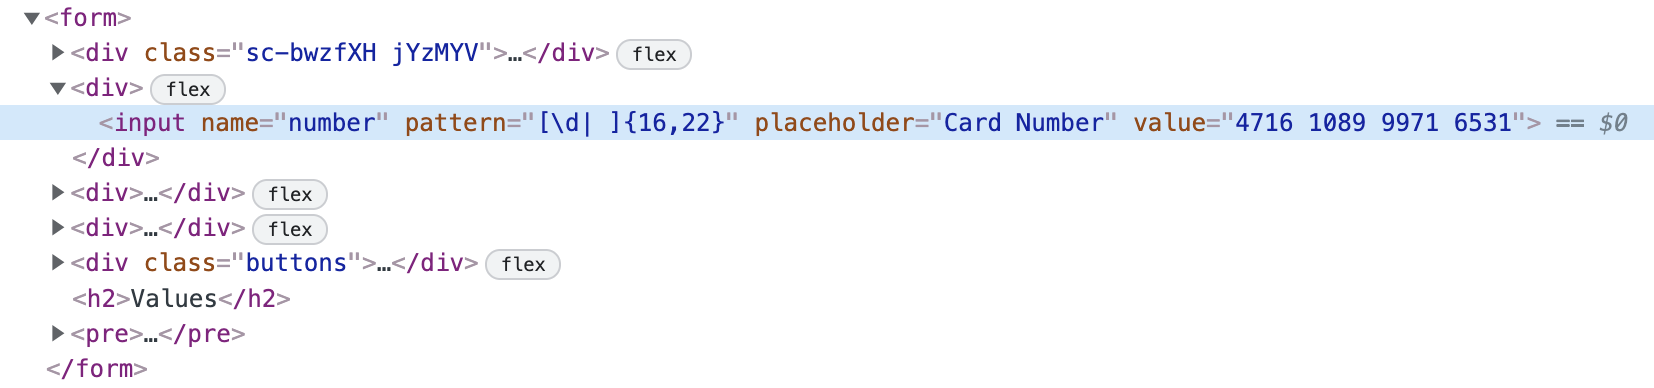 ▼<form>
▶<div class="sc-bwzfXH jYzMYV">…</div> flex
▼<div> flex
<input name="number" pattern="[\d| ]{16,22}" placeholder="Card Number" value="4716 1089 9971 6531"> == $0
</div>
▶<div>…</div> flex
▶<div>…</div> flex
▶<div class="buttons">…</div> flex
<h2>Values</h2>
▶<pre>…</pre>
</form>